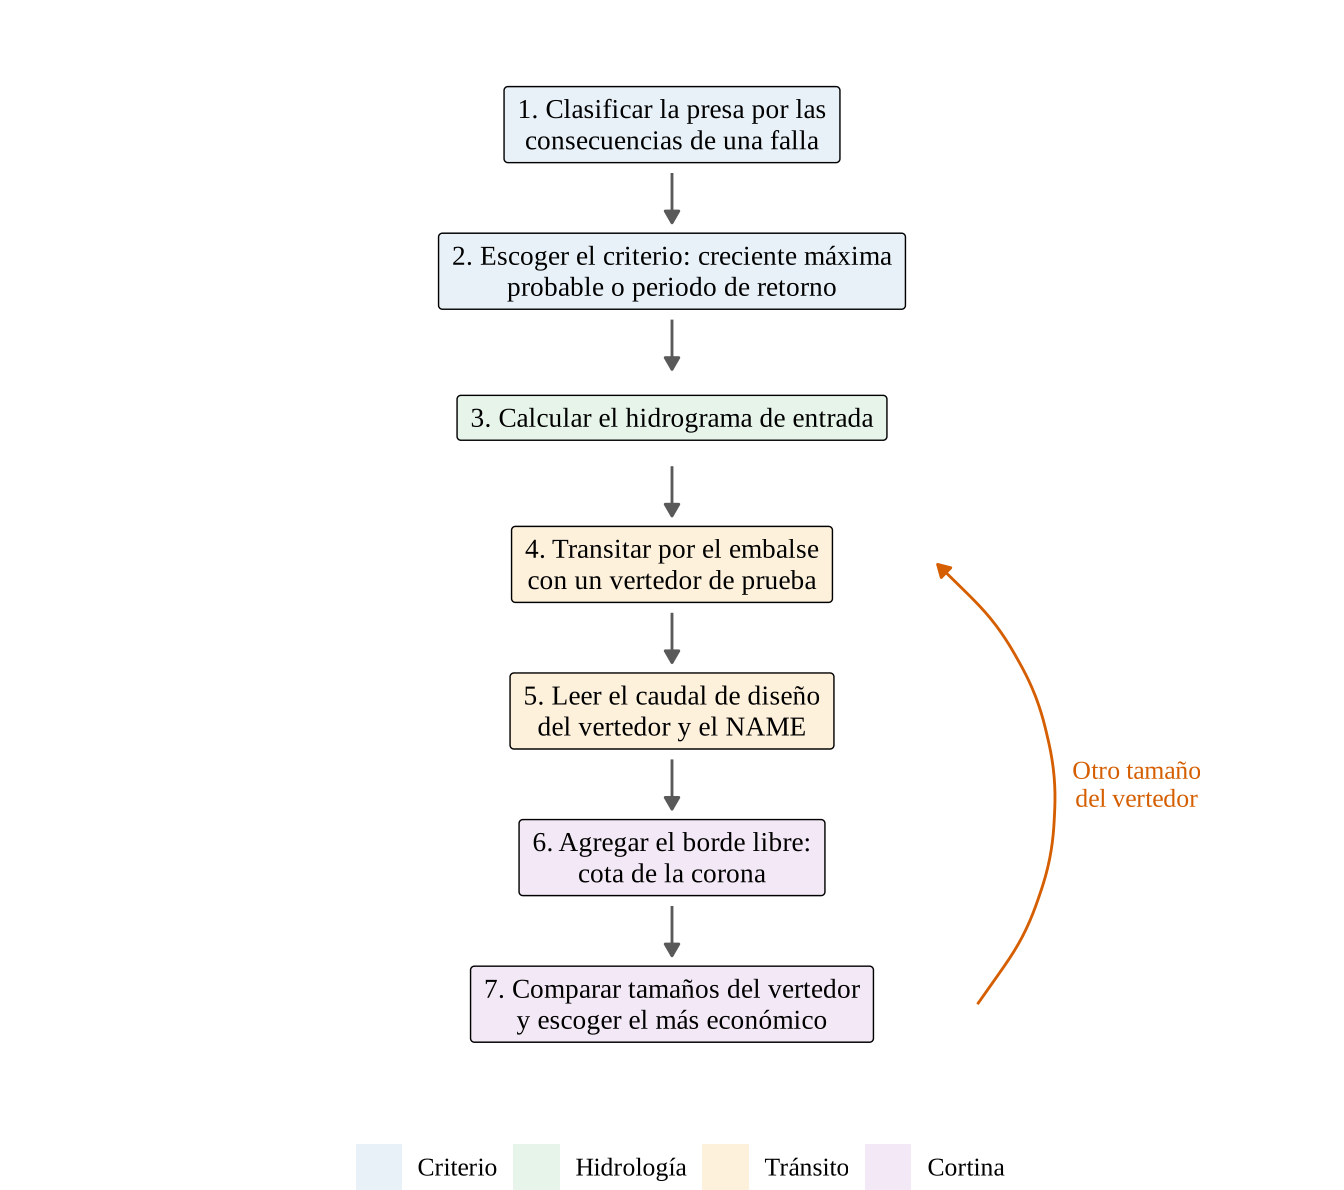 1. Clasificar la presa por las
consecuencias de una falla
2. Escoger el criterio: creciente máxima
probable o periodo de retorno
3. Calcular el hidrograma de entrada
4. Transitar por el embalse
con un vertedor de prueba
5. Leer el caudal de diseño
del vertedor y el NAME
Otro tamaño
del vertedor
6. Agregar el borde libre:
cota de la corona
7. Comparar tamaños del vertedor
y escoger el más económico
Criterio
Hidrología
Tránsito
Cortina